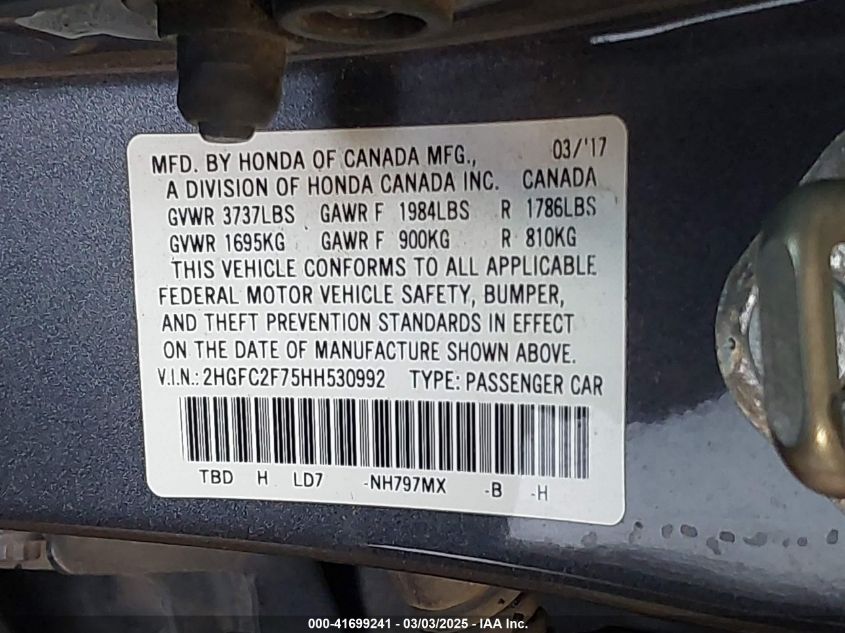 MFD. BY HONDA OF CANADA MFG., 03/'17
A DIVISION OF HONDA CANADA INC. CANADA
GVWR 3737LBS GAWR F 1984LBS R 1786LBS
GVWR 1695KG GAWR F 900KG R 810KG
THIS VEHICLE CONFORMS TO ALL APPLICABLE
FEDERAL MOTOR VEHICLE SAFETY, BUMPER,
AND THEFT PREVENTION STANDARDS IN EFFECT
ON THE DATE OF MANUFACTURE SHOWN ABOVE.
V.I.N.: 2HGFC2F75HH530992 TYPE: PASSENGER CAR
TBD H LD7 -NH797MX -B -H
000-41699241 - 03/03/2025 - IAA Inc.